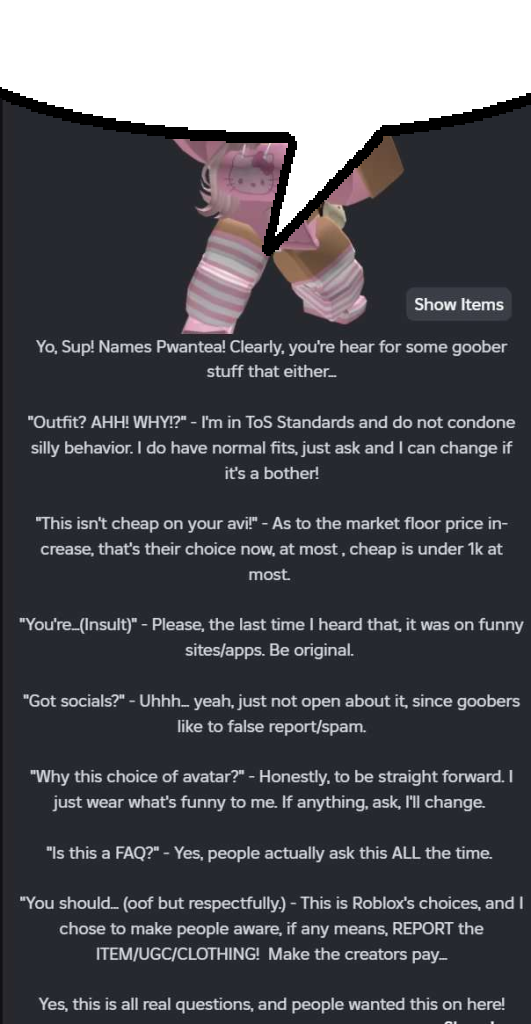 Show Items
Yo, Sup! Names Pwantea! Clearly, you're hear for some goober
stuff that either...
"Outfit? AHH! WHY!?" - I'm in ToS Standards and do not condone
silly behavior. I do have normal fits, just ask and I can change if
it's a bother!
"This isn't cheap on your avi!" - As to the market floor price in-
crease, that's their choice now, at most , cheap is under 1k at
most.
"You're...(Insult)" - Please, the last time I heard that, it was on funny
sites/apps. Be original.
"Got socials?" - Uhhh... yeah, just not open about it, since goobers
like to false report/spam.
"Why this choice of avatar?" - Honestly, to be straight forward. I
just wear what's funny to me. If anything, ask, I'll change.
"Is this a FAQ?" - Yes, people actually ask this ALL the time.
"You should... (oof but respectfully.) - This is Roblox's choices, and I
chose to make people aware, if any means, REPORT the
ITEM/UGC/CLOTHING!  Make the creators pay...
Yes, this is all real questions, and people wanted this on here!